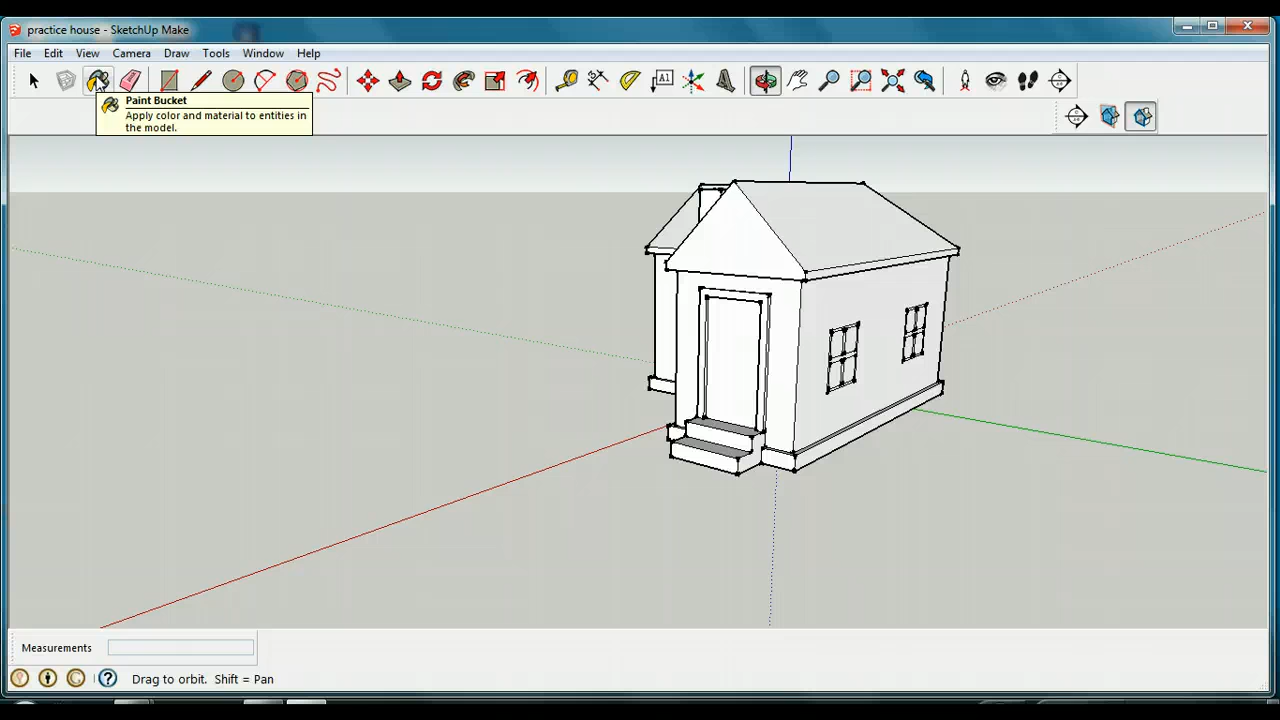 practice house - SketchUp Make
File Edit View Camera Draw Tools Window Help
A1
Paint Bucket
Apply color and material to entities in
the model.
Measurements
Drag to orbit. Shift = Pan